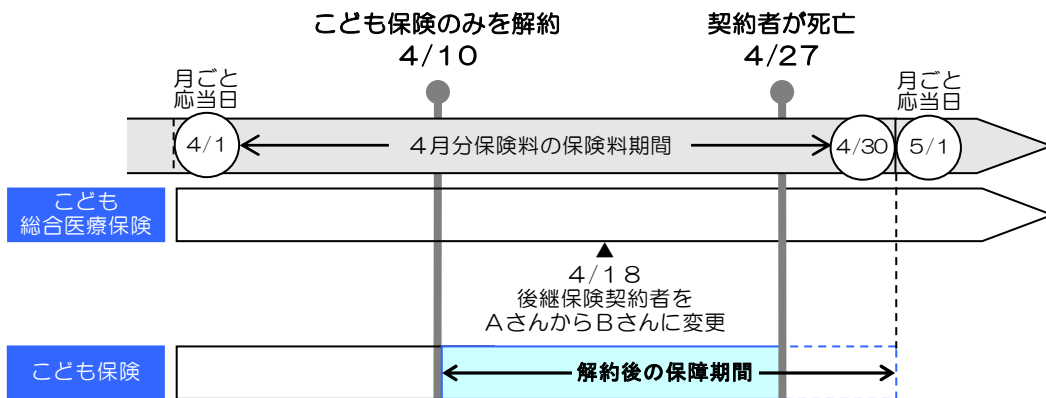 こども保険のみを解約
４/１０
契約者が死亡
４/２７
月ごと
応当日
月ごと
応当日
４/１
４月分保険料の保険料期間
４/３０
５/１
こども
総合医療保険
▲
４/１８
後継保険契約者を
ＡさんからＢさんに変更
こども保険
解約後の保障期間